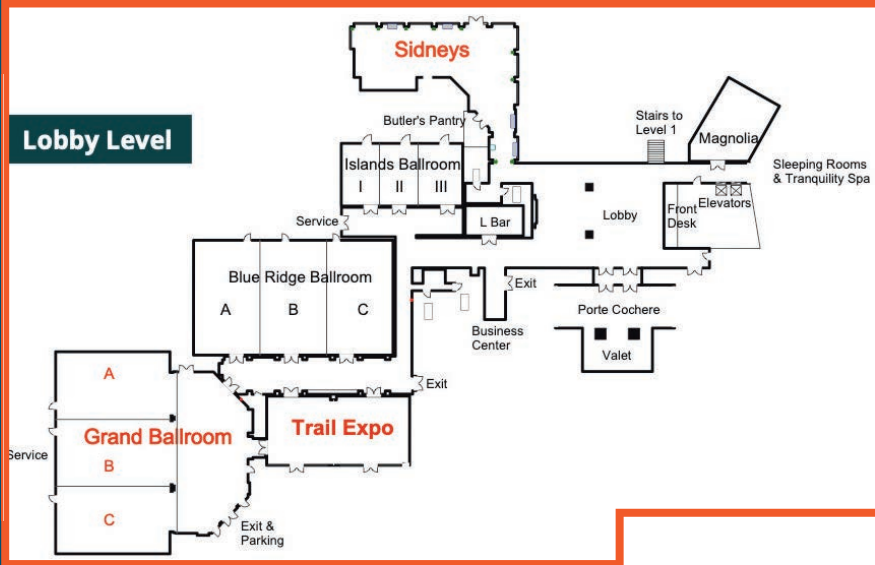 Sidneys
Lobby Level
Butler's Pantry
Stairs to
Level 1
Magnolia
Islands Ballroom
I II III
Sleeping Rooms
& Tranquility Spa
Service
L Bar
Lobby
Front
Desk
Elevators
Blue Ridge Ballroom
A B C
Exit
Business
Center
Porte Cochere
Valet
Exit
A
Grand Ballroom
Trail Expo
Service
B
C
Exit &
Parking